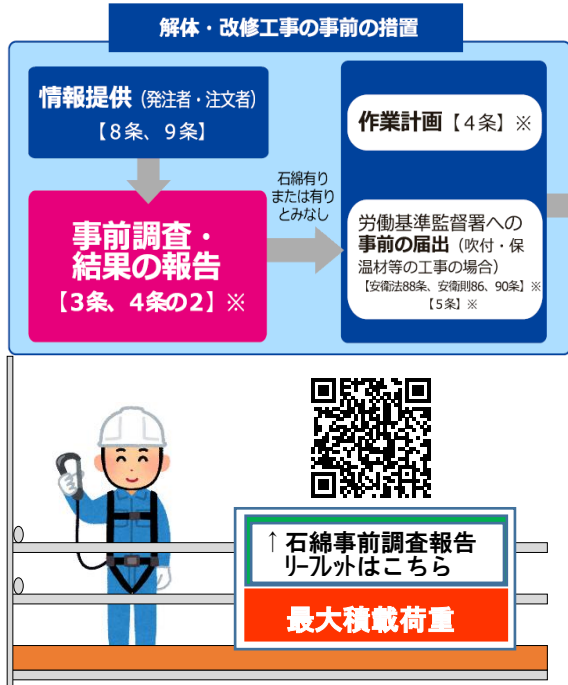 解体・改修工事の事前の措置
情報提供（発注者・注文者）
【８条、９条】
事前調査・
結果の報告
【３条、４条の２】※
石綿有り
または有り
とみなし
作業計画【４条】※
労働基準監督署への
事前の届出（吹付・保
温材等の工事の場合）
【安衛法88条、安衛則86、90条】※
【５条】※
↑石綿事前調査報告
ﾘｰﾌﾚｯﾄはこちら
最大積載荷重